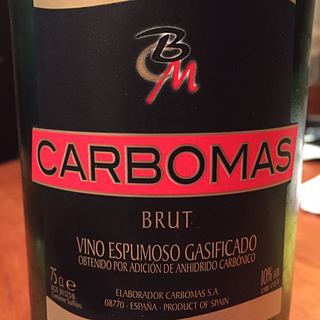 CBM
CARBOMAS
BRUT
VINO ESPUMOSO GASIFICADO
OBTENIDO POR ADICIÓN DE ANHIDRIDO CARBÓNICO
75 cl e
10% vol.
ELABORADOR CARBOMAS S.A.
08770 - ESPAÑA - PRODUCT OF SPAIN